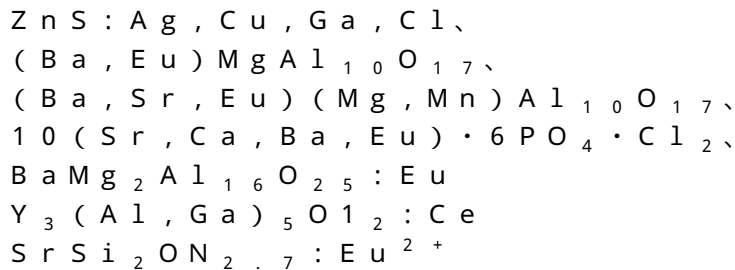 ZnS:Ag,Cu,Ga,Cl、
(Ba,Eu)MgAl₁₀O₁₇、
(Ba,Sr,Eu)(Mg,Mn)Al₁₀O₁₇、
10(Sr,Ca,Ba,Eu)・6PO₄・Cl₂、
BaMg₂Al₁₆O₂₅:Eu
Y₃(Al,Ga)₅O1₂:Ce
SrSi₂ON₂.₇:Eu²⁺